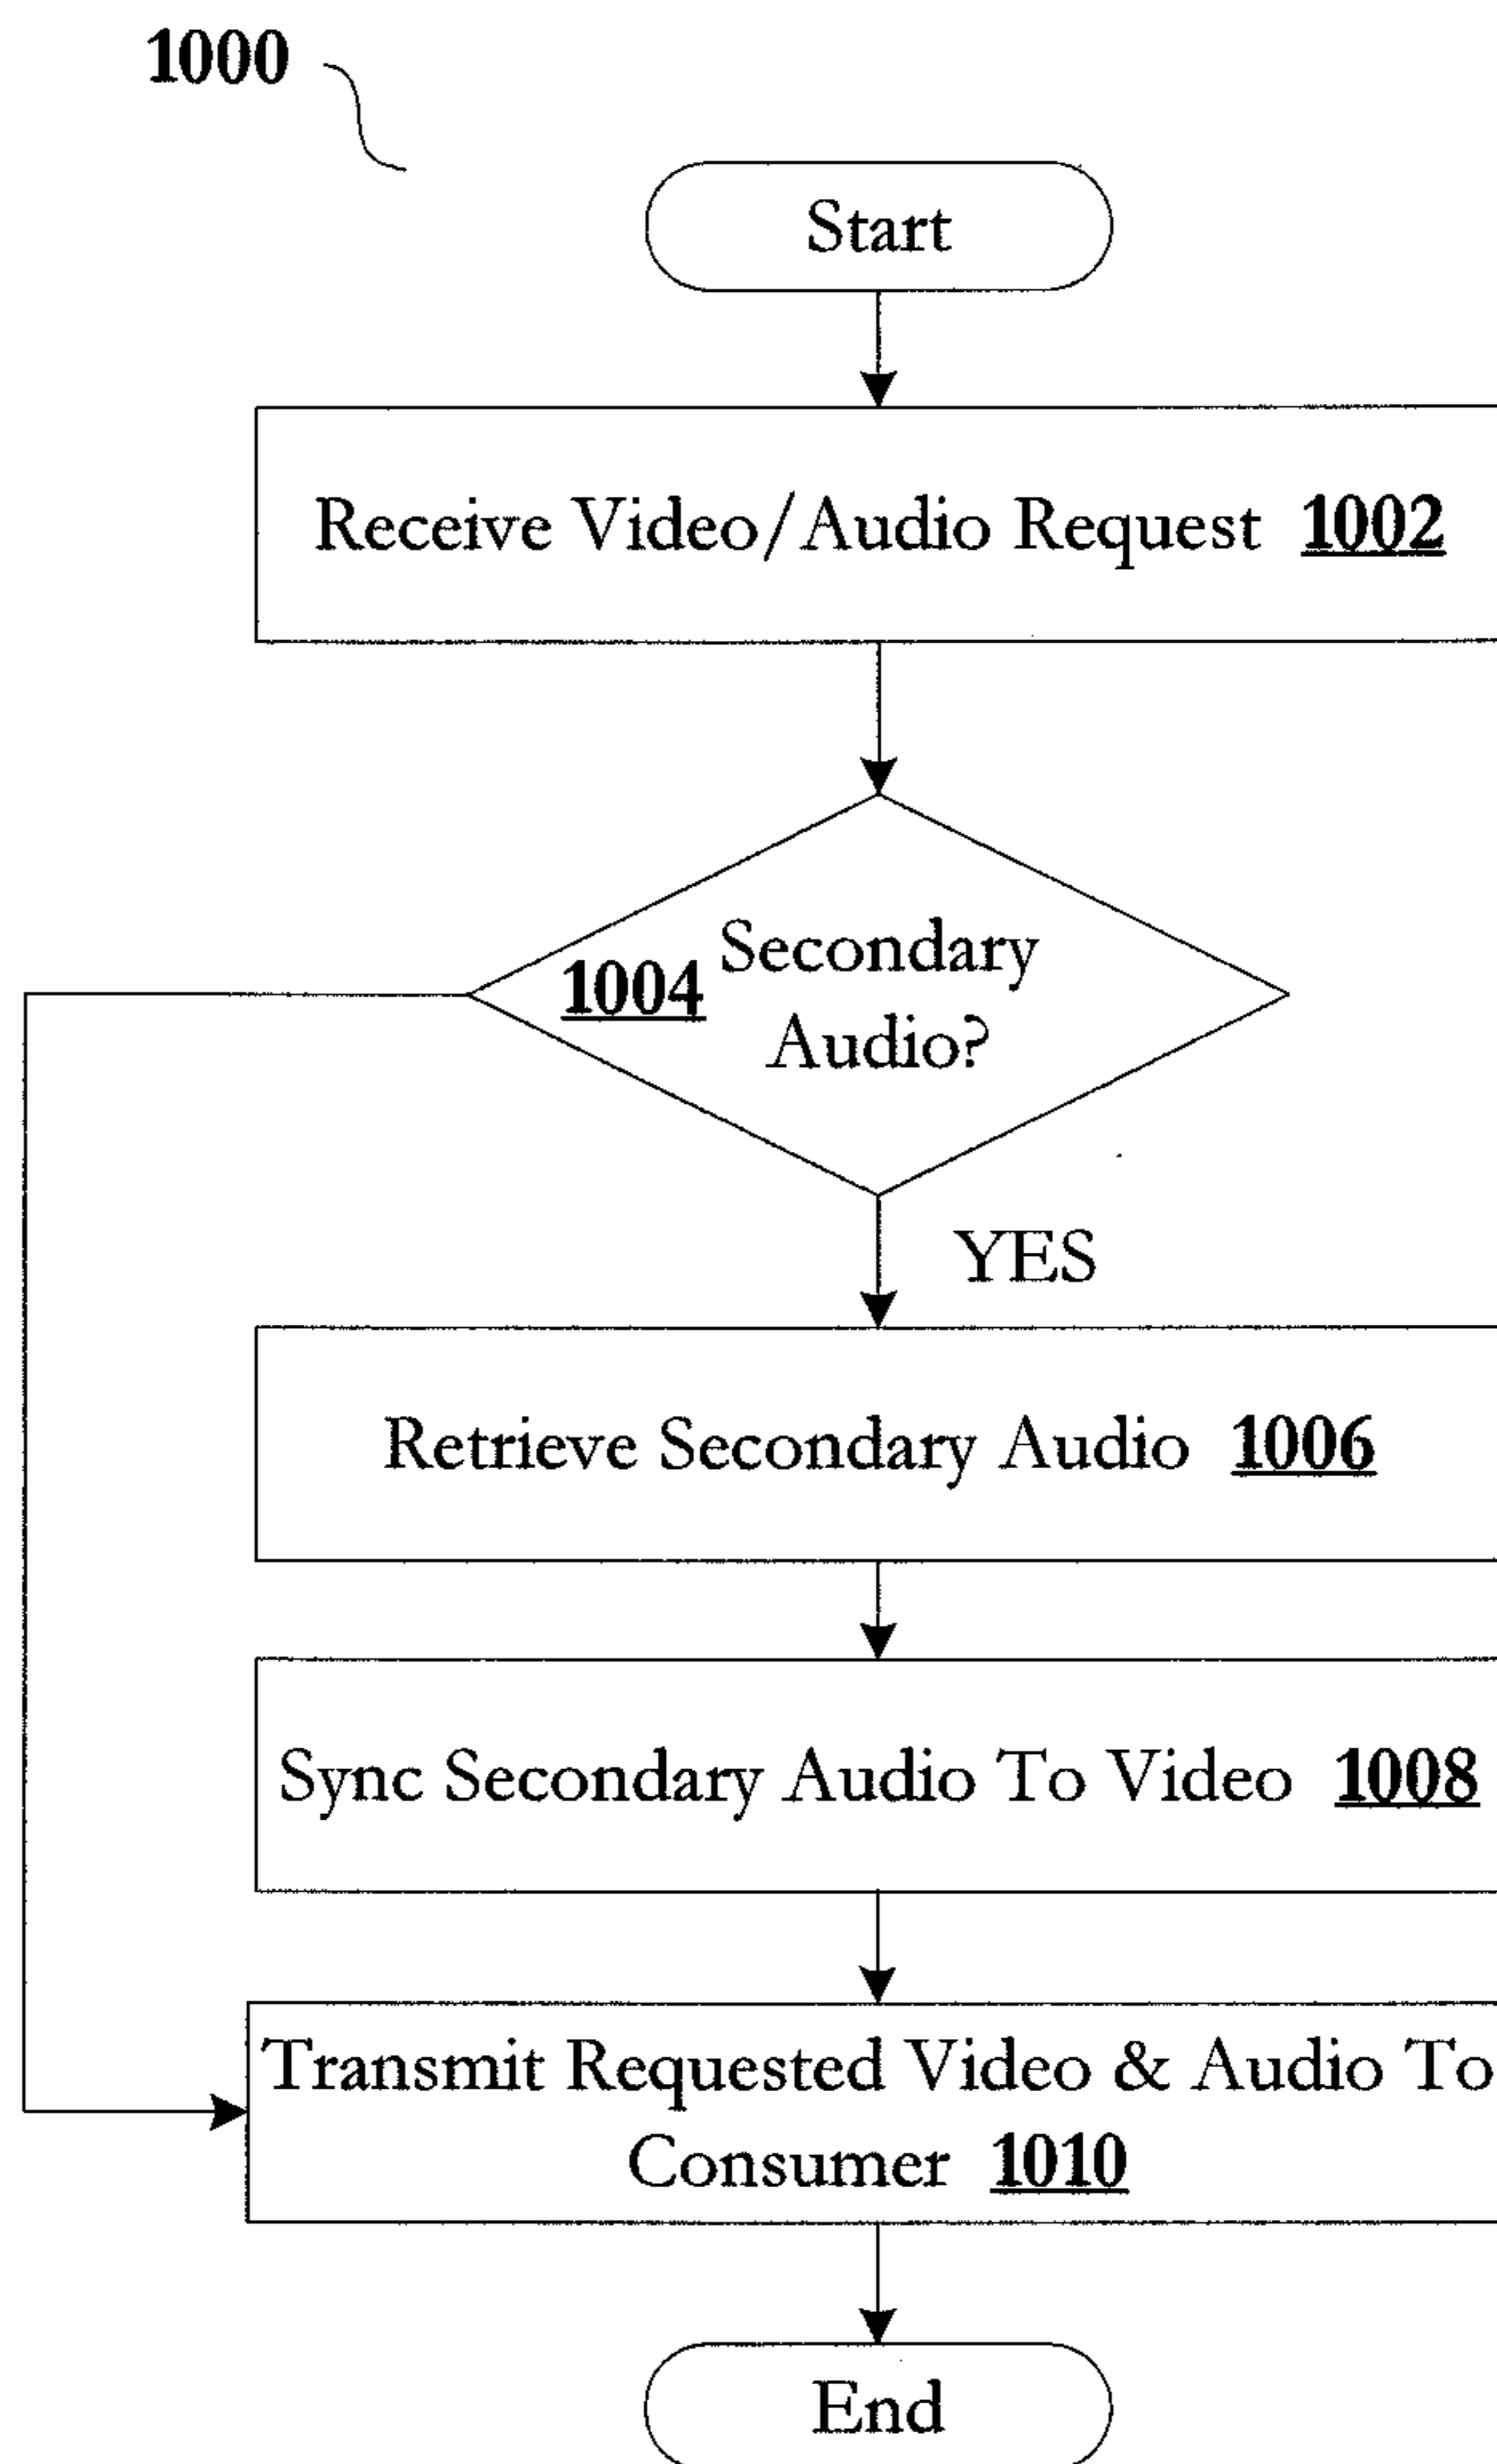 1000
Start
Receive Video/Audio Request 1002
Secondary
1004
Audio?
YES
Retrieve Secondary Audio 1006
Sync Secondary Audio To Video 1008
Transmit Requested Video & Audio To
Consumer 1010
End